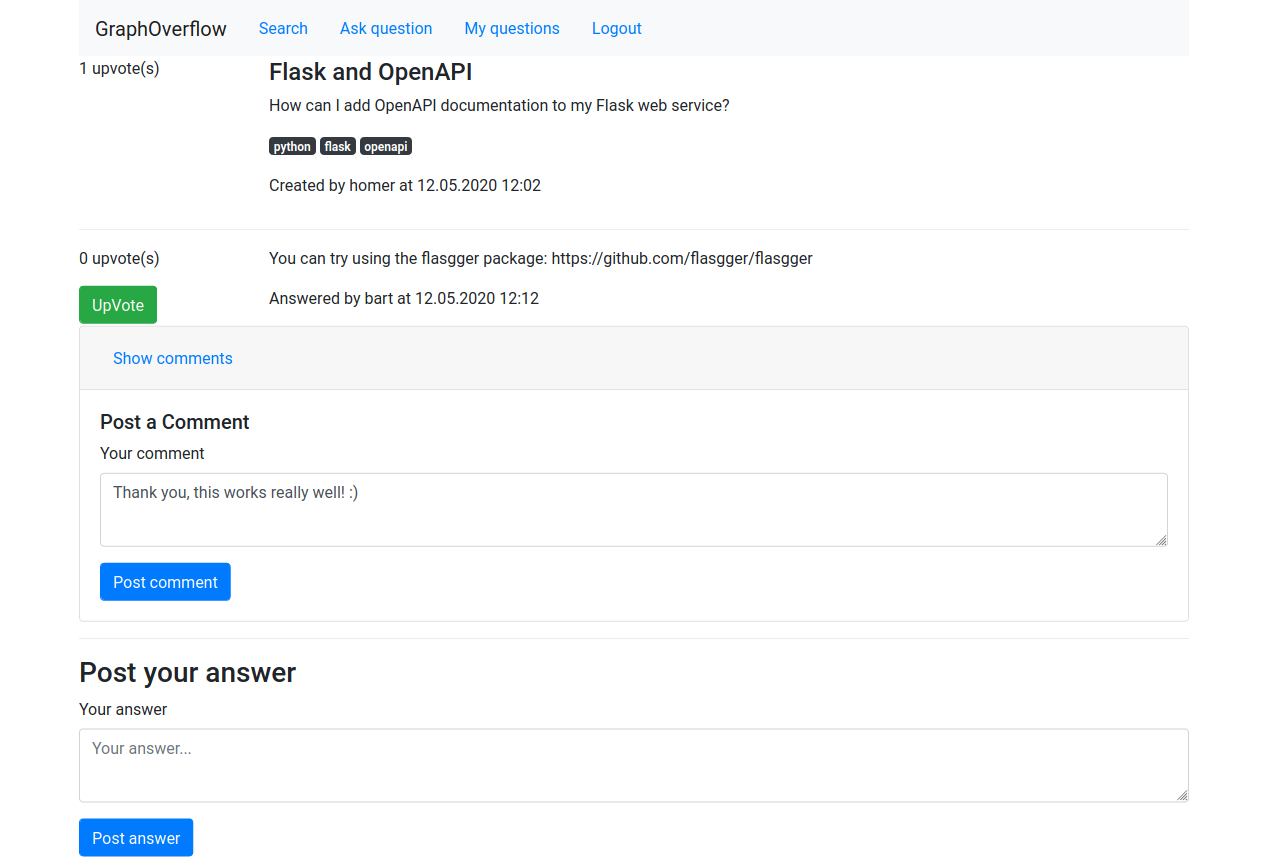 GraphOverflow Search Ask question My questions Logout
1 upvote(s)
Flask and OpenAPI
How can I add OpenAPI documentation to my Flask web service?
python flask openapi
Created by homer at 12.05.2020 12:02
0 upvote(s)
You can try using the flasgger package: https://github.com/flasgger/flasgger
UpVote
Answered by bart at 12.05.2020 12:12
Show comments
Post a Comment
Your comment
Thank you, this works really well! :)
Post comment
Post your answer
Your answer
Your answer...
Post answer